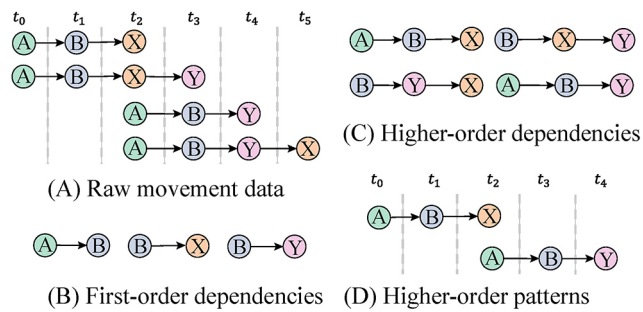 t₀ t₁ t₂ t₃ t₄ t₅
A B X
A B X Y
A B Y
A B Y X
(A) Raw movement data
A B B X B Y
(B) First-order dependencies
A B X B X Y
B Y X A B Y
(C) Higher-order dependencies
t₀ t₁ t₂ t₃ t₄
A B X
A B Y
(D) Higher-order patterns